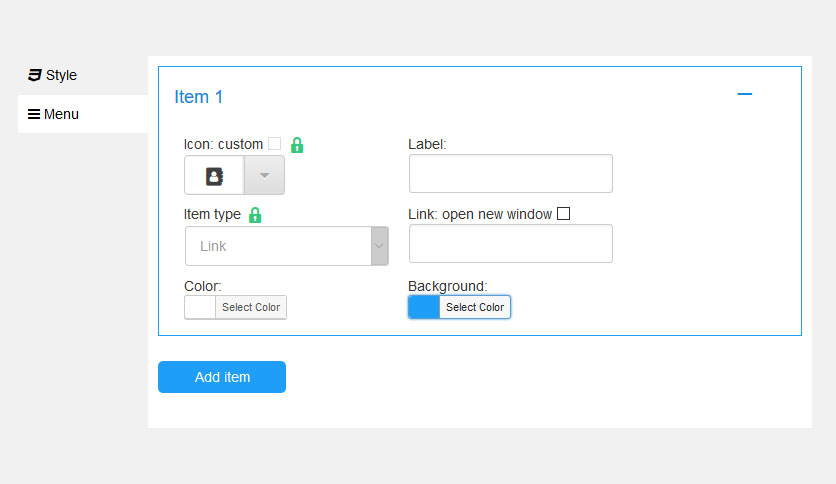 Style
Menu
Item 1
Icon: custom
Label:
Item type
Link: open new window
Link
Color:
Background:
Select Color
Select Color
Add item